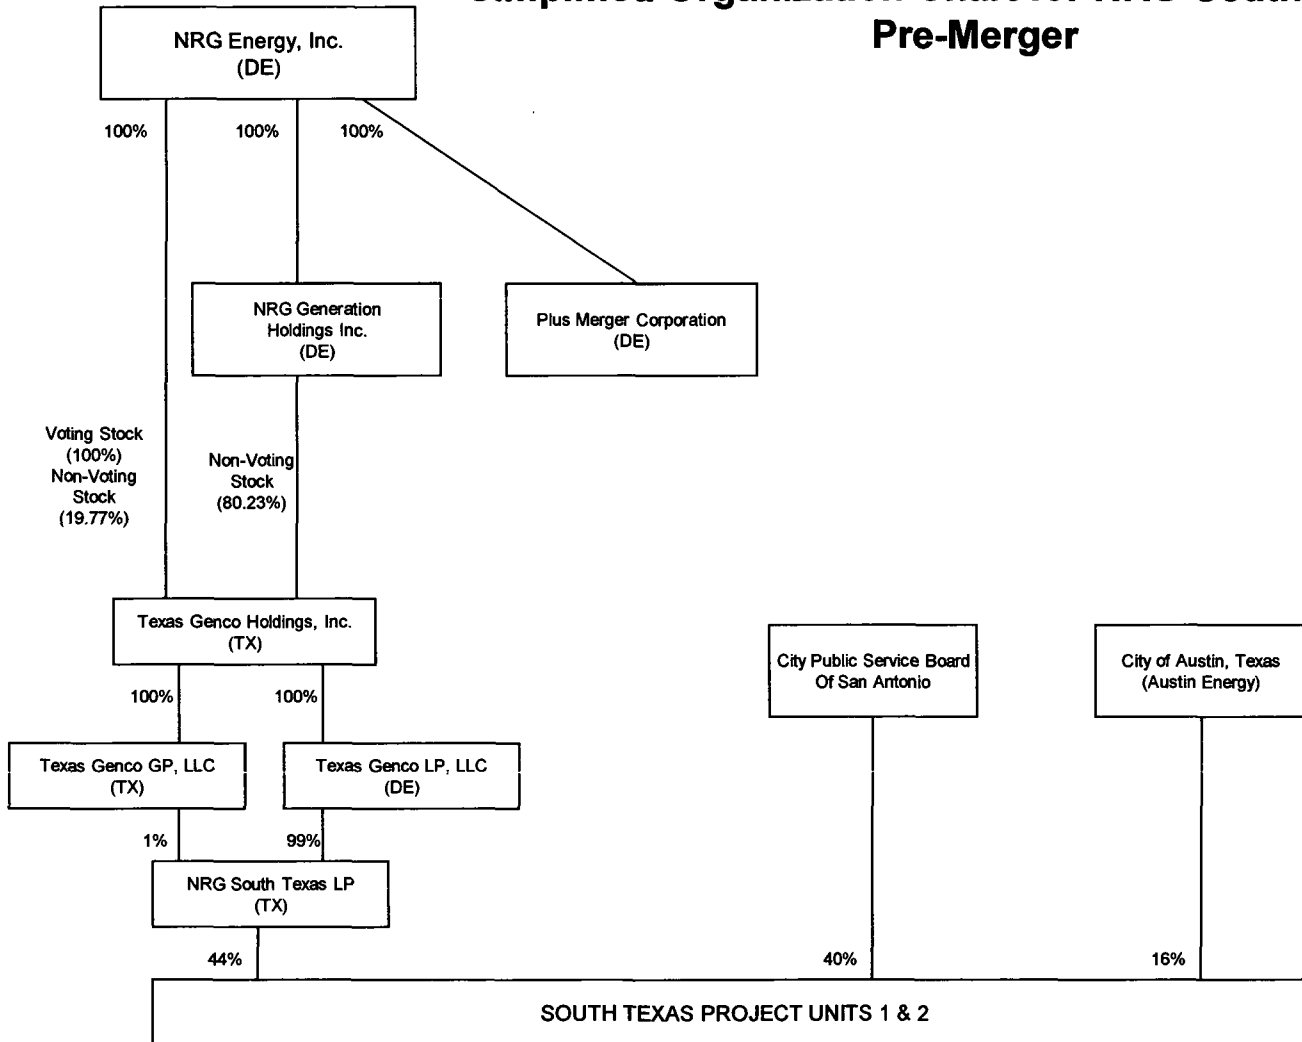 Pre-Merger
NRG Energy, Inc.
(DE)
100%
100%
100%
NRG Generation
Holdings Inc.
(DE)
Plus Merger Corporation
(DE)
Voting Stock
(100%)
Non-Voting
Stock
(19.77%)
Non-Voting
Stock
(80.23%)
Texas Genco Holdings, Inc.
(TX)
City Public Service Board
Of San Antonio
City of Austin, Texas
(Austin Energy)
100%
100%
Texas Genco GP, LLC
(TX)
Texas Genco LP, LLC
(DE)
1%
99%
NRG South Texas LP
(TX)
44%
40%
16%
SOUTH TEXAS PROJECT UNITS 1 & 2